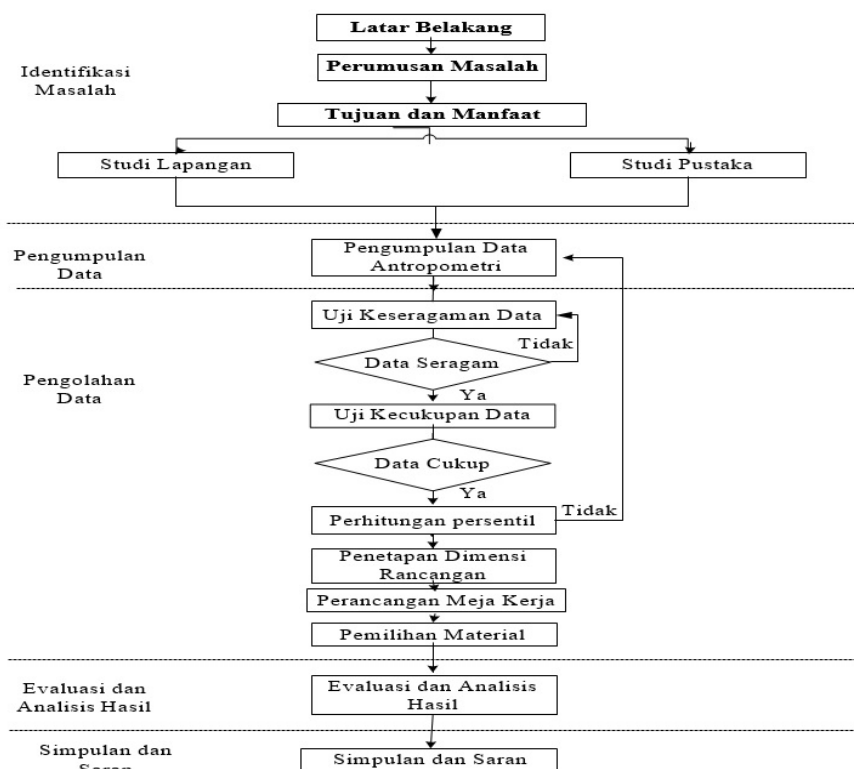 Latar Belakang
Identifikasi
Masalah
Perumusan Masalah
Tujuan dan Manfaat
Studi Lapangan
Studi Pustaka
Pengumpulan
Data
Pengumpulan Data
Antropometri
Uji Keseragaman Data
Tidak
Data Seragam
Pengolahan
Data
Ya
Uji Kecukupan Data
Data Cukup
Ya
Perhitungan persentil
Tidak
Penetapan Dimensi
Rancangan
Perancangan Meja Kerja
Pemilihan Material
Evaluasi dan
Analisis Hasil
Evaluasi dan Analisis
Hasil
Simpulan dan
Saran
Simpulan dan Saran